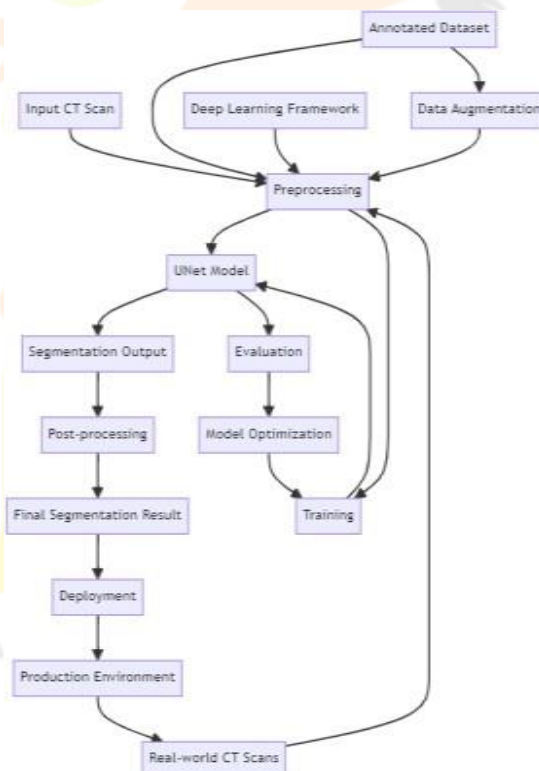 Annotated Dataset
Input CT Scan
Deep Learning Framework
Data Augmentation
Preprocessing
UNet Model
Segmentation Output
Evaluation
Post-processing
Model Optimization
Final Segmentation Result
Training
Deployment
Production Environment
Real-world CT Scans